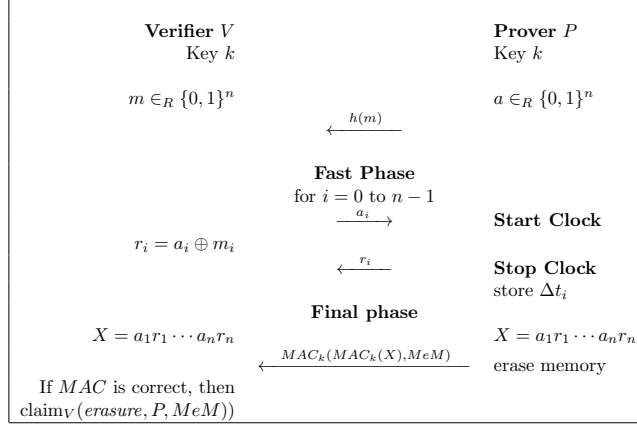 Verifier V Prover P
Key k Key k
m ∈_R {0, 1}^n a ∈_R {0, 1}^n
h(m)
Fast Phase
for i = 0 to n − 1
a_i
Start Clock
r_i = a_i ⊕ m_i
r_i
Stop Clock
store Δt_i
Final phase
X = a_1r_1 ⋯ a_nr_n X = a_1r_1 ⋯ a_nr_n
MAC_k(MAC_k(X),MeM)
erase memory
If MAC is correct, then
claim_V(erasure, P, MeM))